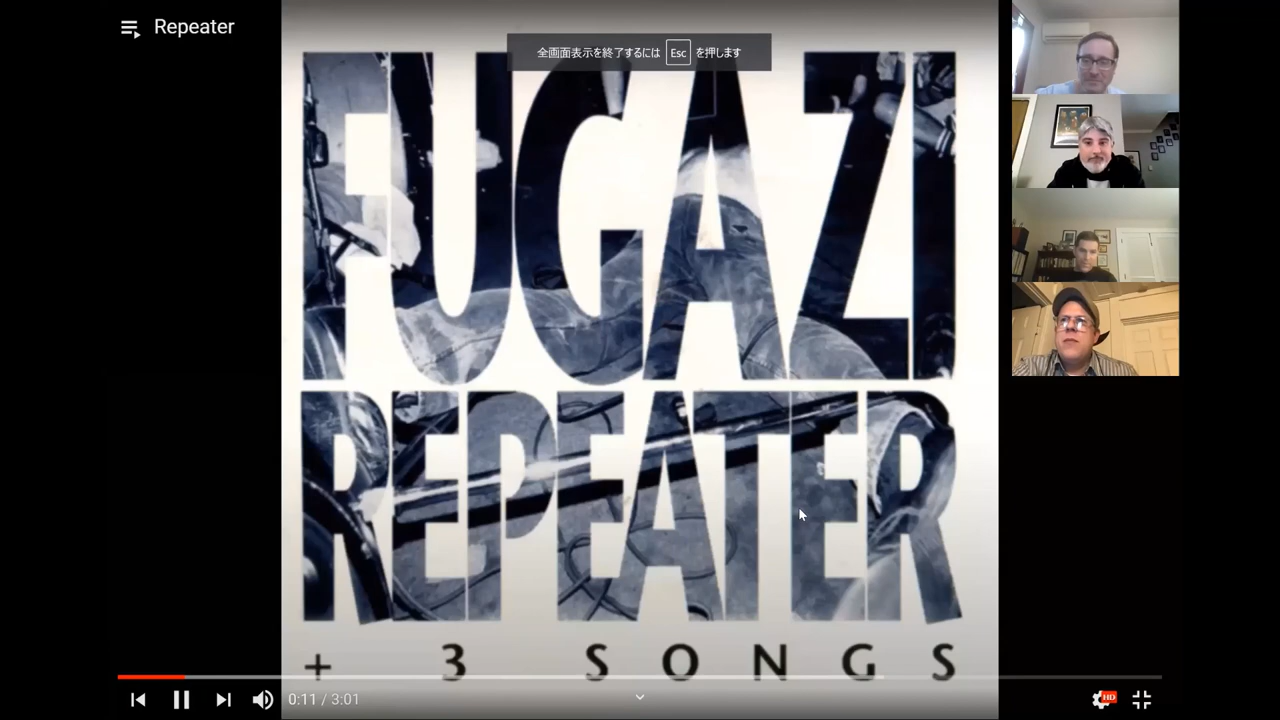 Repeater
全画面表示を終了するには Esc を押します
FUGAZI
REPEATER
+ 3 SONGS
0:11 / 3:01
HD